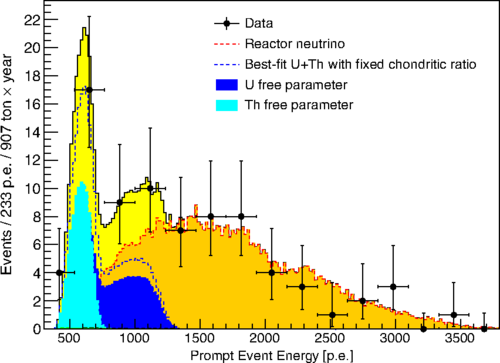 Data
Reactor neutrino
Best-fit U+Th with fixed chondritic ratio
U free parameter
Th free parameter
Events / 233 p.e. / 907 ton × year
22
20
18
16
14
12
10
8
6
4
2
0
500 1000 1500 2000 2500 3000 3500
Prompt Event Energy [p.e.]